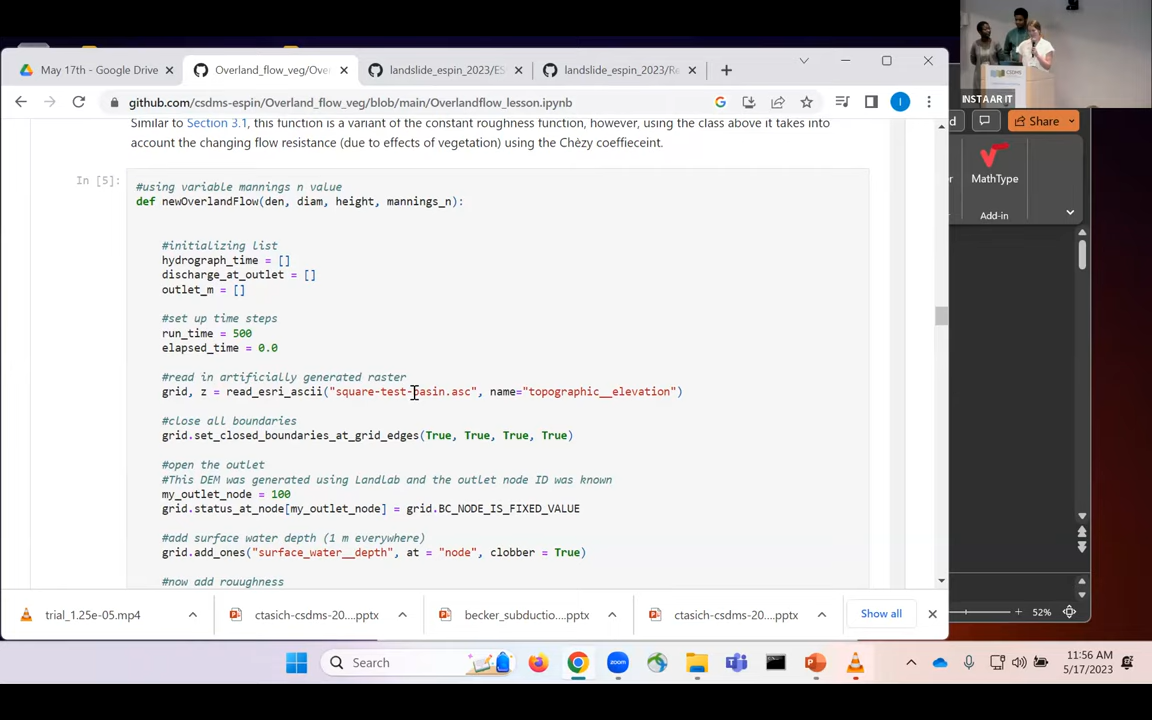 May 17th - Google Drive
Overland_flow_veg/Over
landslide_espin_2023/ES
landslide_espin_2023/Re
github.com/csdms-espin/Overland_flow_veg/blob/main/Overlandflow_lesson.ipynb
I
CSDMS
INSTAAR IT
Share
MathType
Add-in
Similar to Section 3.1, this function is a variant of the constant roughness function, however, using the class above it takes into
account the changing flow resistance (due to effects of vegetation) using the Chèzy coeffieceint.
In [5]:
#using variable mannings n value
def newOverlandFlow(den, diam, height, mannings_n):
#initializing list
hydrograph_time = []
discharge_at_outlet = []
outlet_m = []
#set up time steps
run_time = 500
elapsed_time = 0.0
#read in artificially generated raster
grid, z = read_esri_ascii("square-test-basin.asc", name="topographic__elevation")
#close all boundaries
grid.set_closed_boundaries_at_grid_edges(True, True, True, True)
#open the outlet
#This DEM was generated using Landlab and the outlet node ID was known
my_outlet_node = 100
grid.status_at_node[my_outlet_node] = grid.BC_NODE_IS_FIXED_VALUE
#add surface water depth (1 m everywhere)
grid.add_ones("surface_water__depth", at = "node", clobber = True)
#now add rouughness
trial_1.25e-05.mp4
ctasich-csdms-20....pptx
becker_subductio....pptx
ctasich-csdms-20....pptx
Show all
52%
Search
11:56 AM
5/17/2023